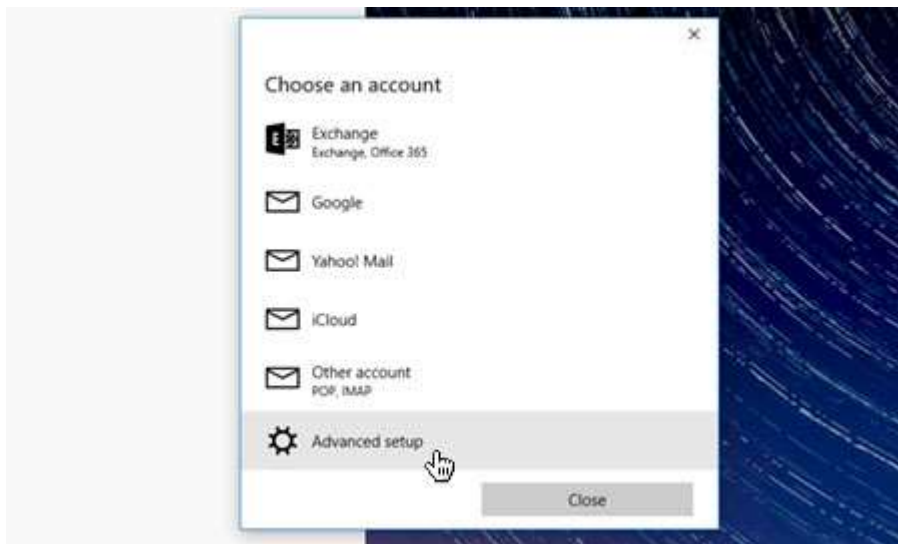 Choose an account
Exchange
Exchange, Office 365
Google
Yahoo! Mail
iCloud
Other account
POP, IMAP
Advanced setup
Close